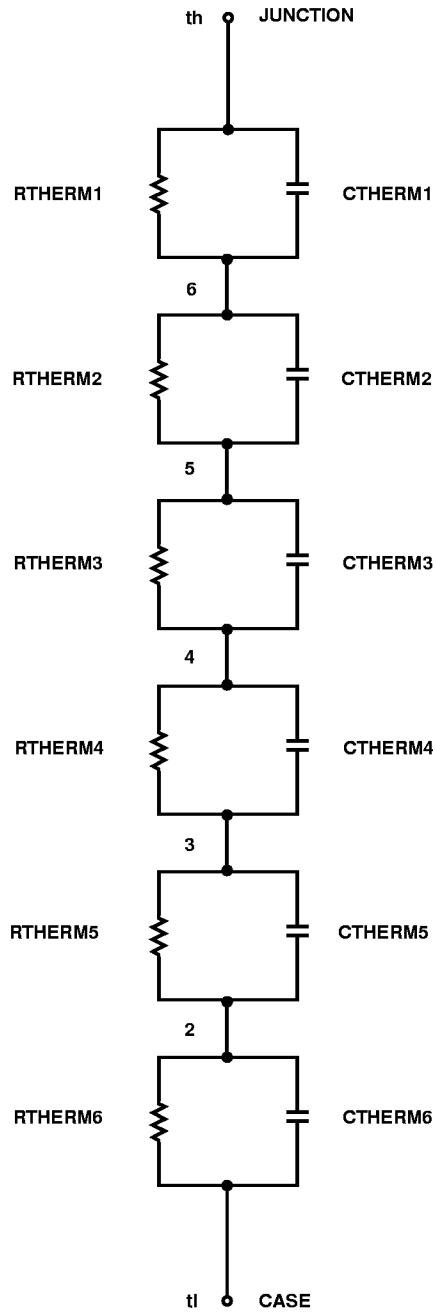 th JUNCTION
RTHERM1 CTHERM1
6
RTHERM2 CTHERM2
5
RTHERM3 CTHERM3
4
RTHERM4 CTHERM4
3
RTHERM5 CTHERM5
2
RTHERM6 CTHERM6
tl CASE